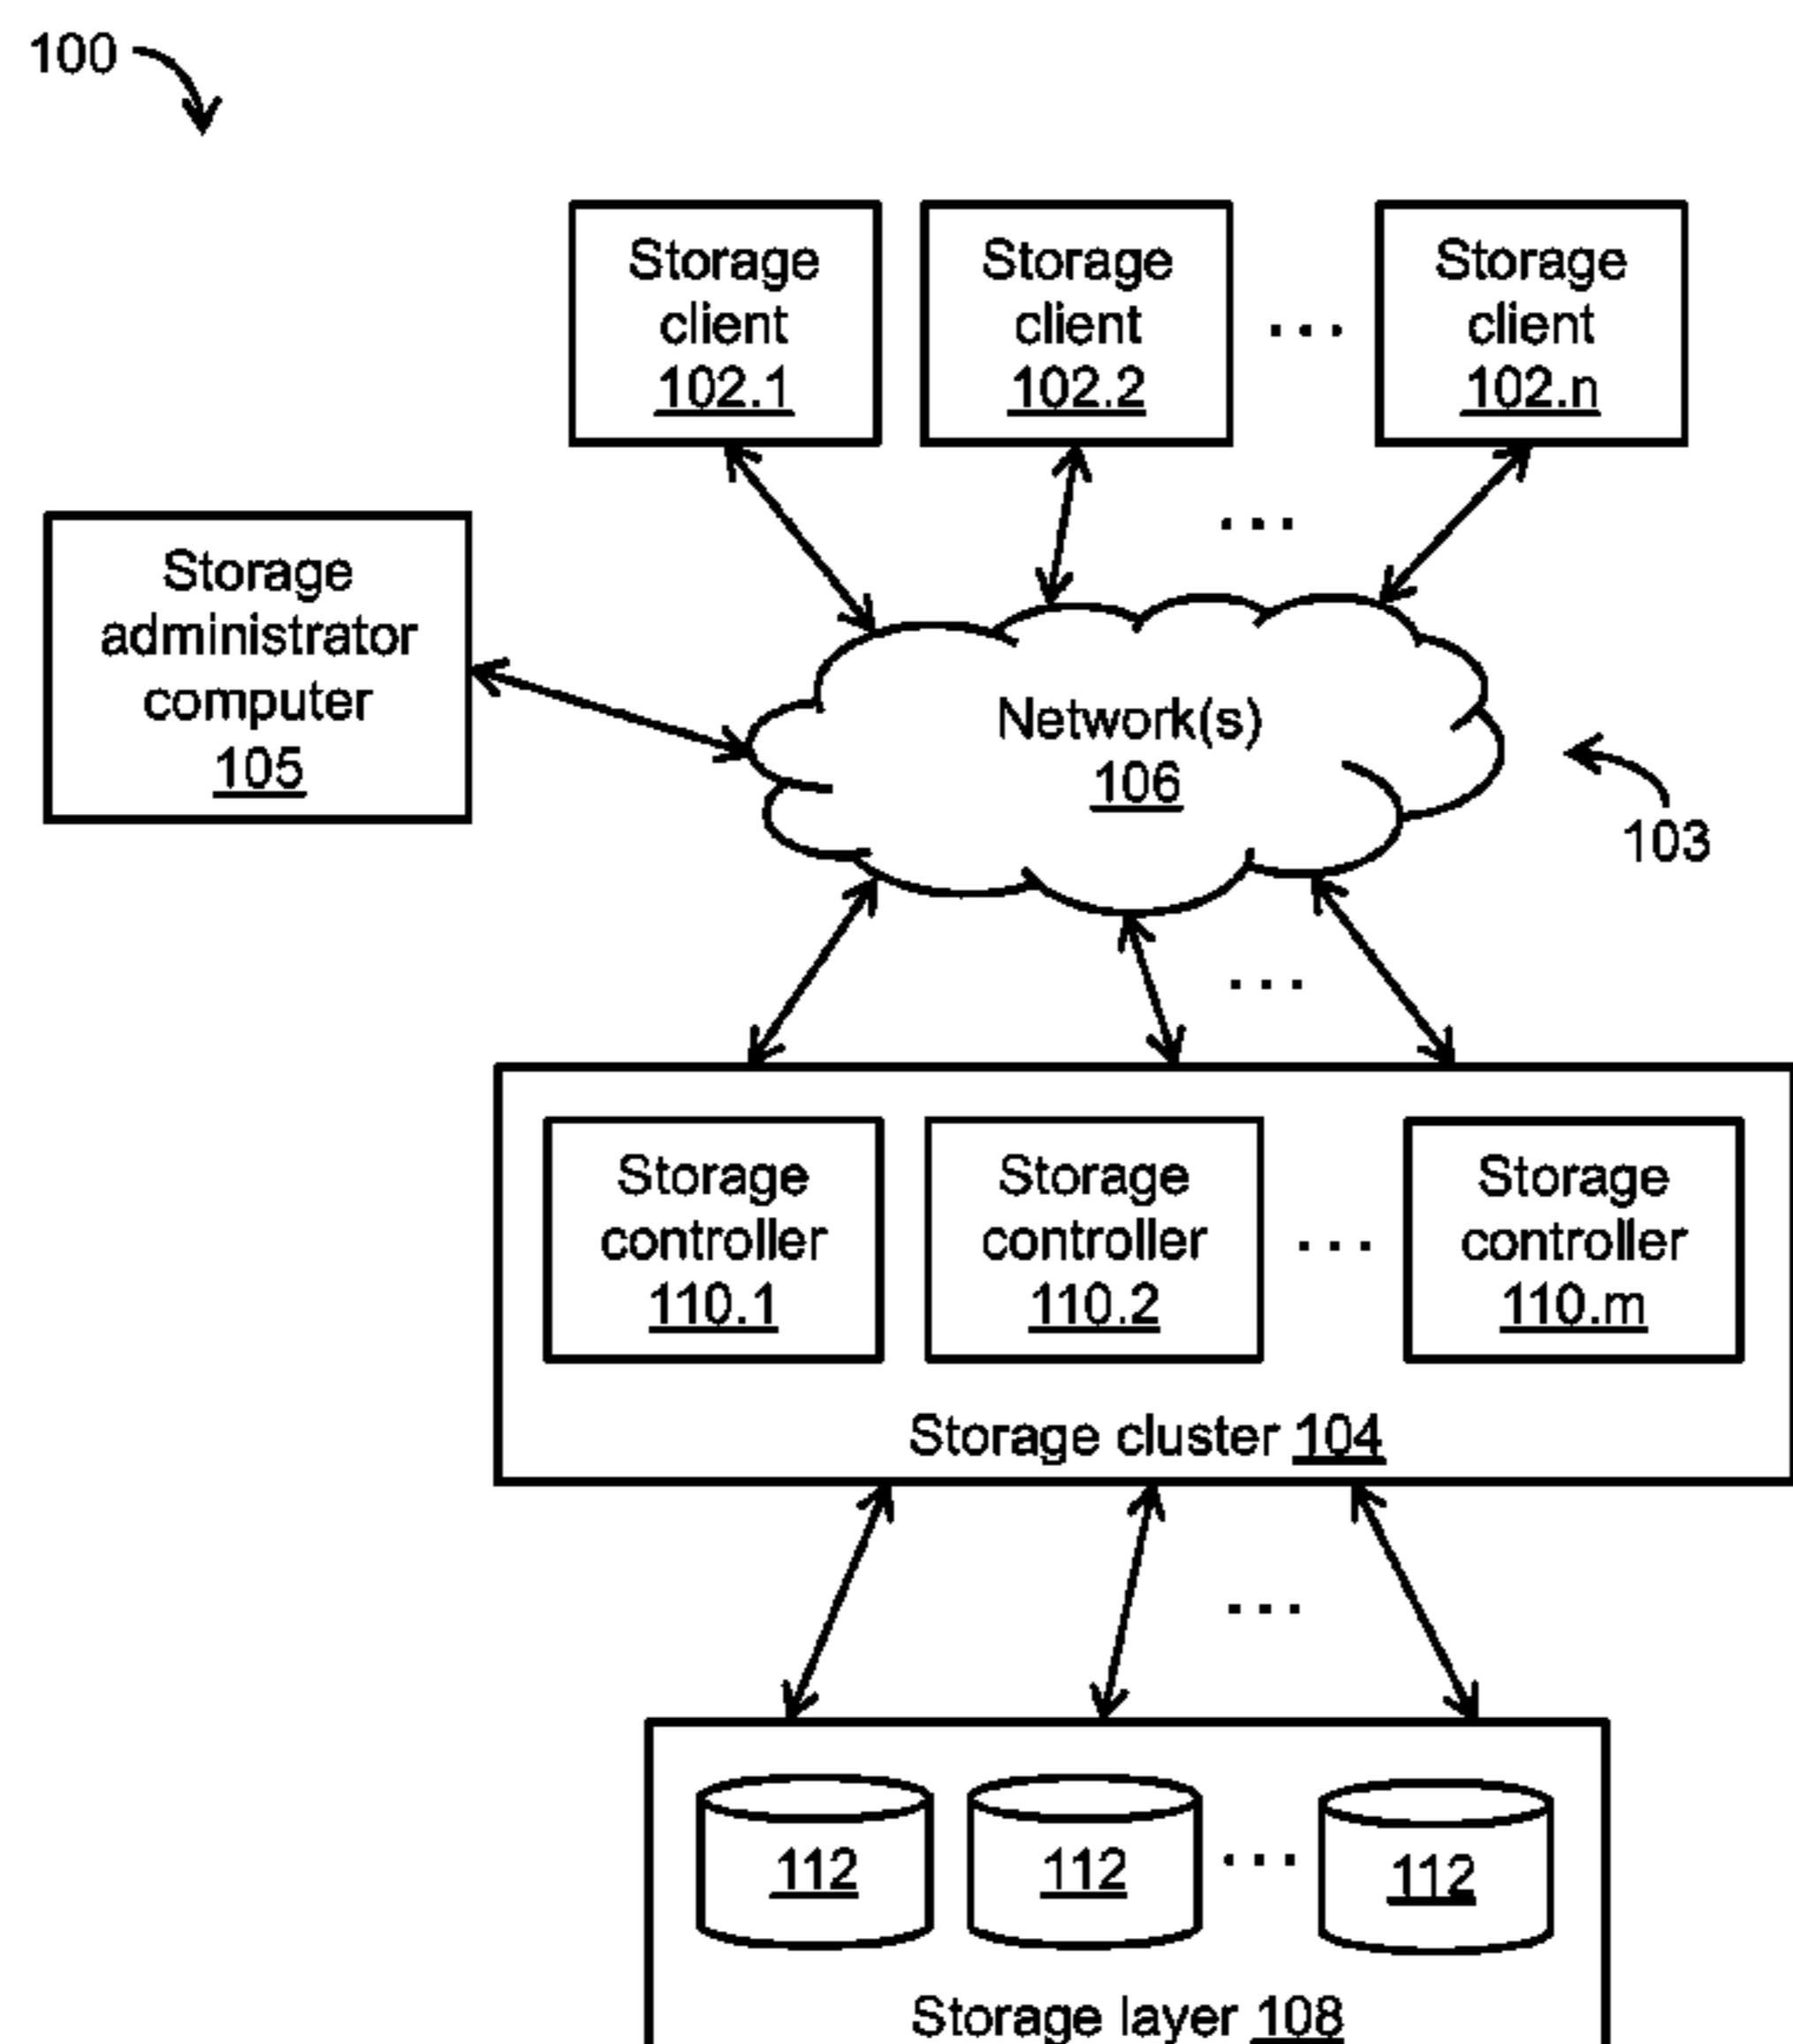 100
Storage
client
102.1
Storage
client
102.2
...
Storage
client
102.n
...
Storage
administrator
computer
105
Network(s)
106
103
...
Storage
controller
110.1
Storage
controller
110.2
...
Storage
controller
110.m
Storage cluster 104
...
112
112
...
112
Storage layer 108